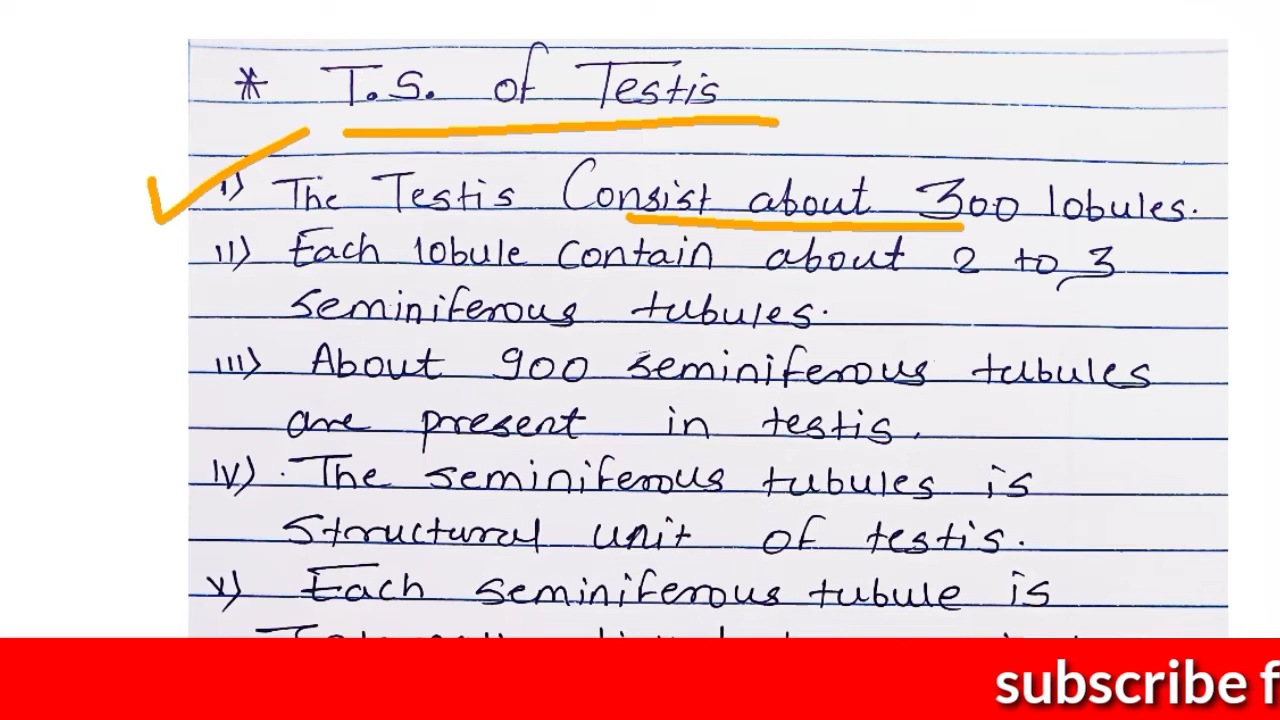 * T.S. of Testis
i) The Testis Consist about 300 lobules.
ii) Each lobule contain about 2 to 3
seminiferous tubules.
iii) About 900 seminiferous tubules
are present in testis.
iv) The seminiferous tubules is
structural unit of testis.
v) Each seminiferous tubule is
subscribe f